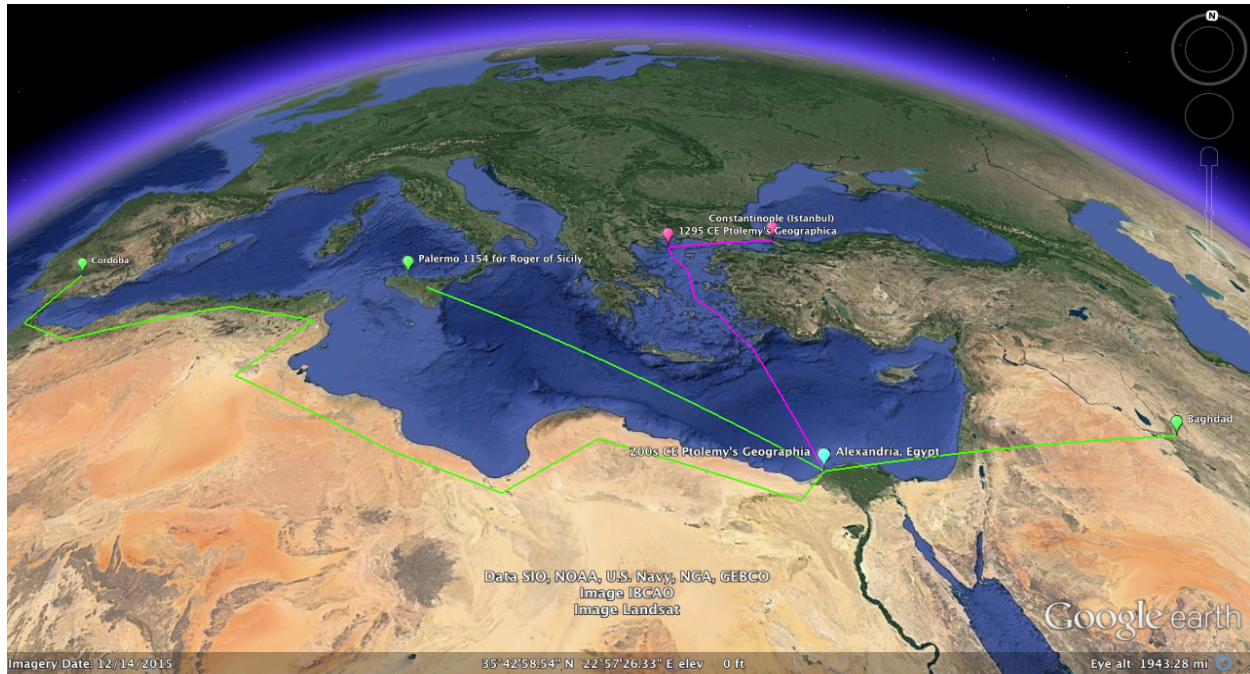 N
Constantinople (Istanbul)
1295 CE Ptolemy's Geographica
Cordoba
Palermo 1154 for Roger of Sicily
Baghdad
200s CE Ptolemy's Geographia
Alexandria, Egypt
Data SIO, NOAA, U.S. Navy, NGA, GEBCO
Image IBCAO
Image Landsat
Google earth
Imagery Date: 12/14/2015
35°42'58.54" N 22°57'26.33" E elev 0 ft
Eye alt 1943.28 mi